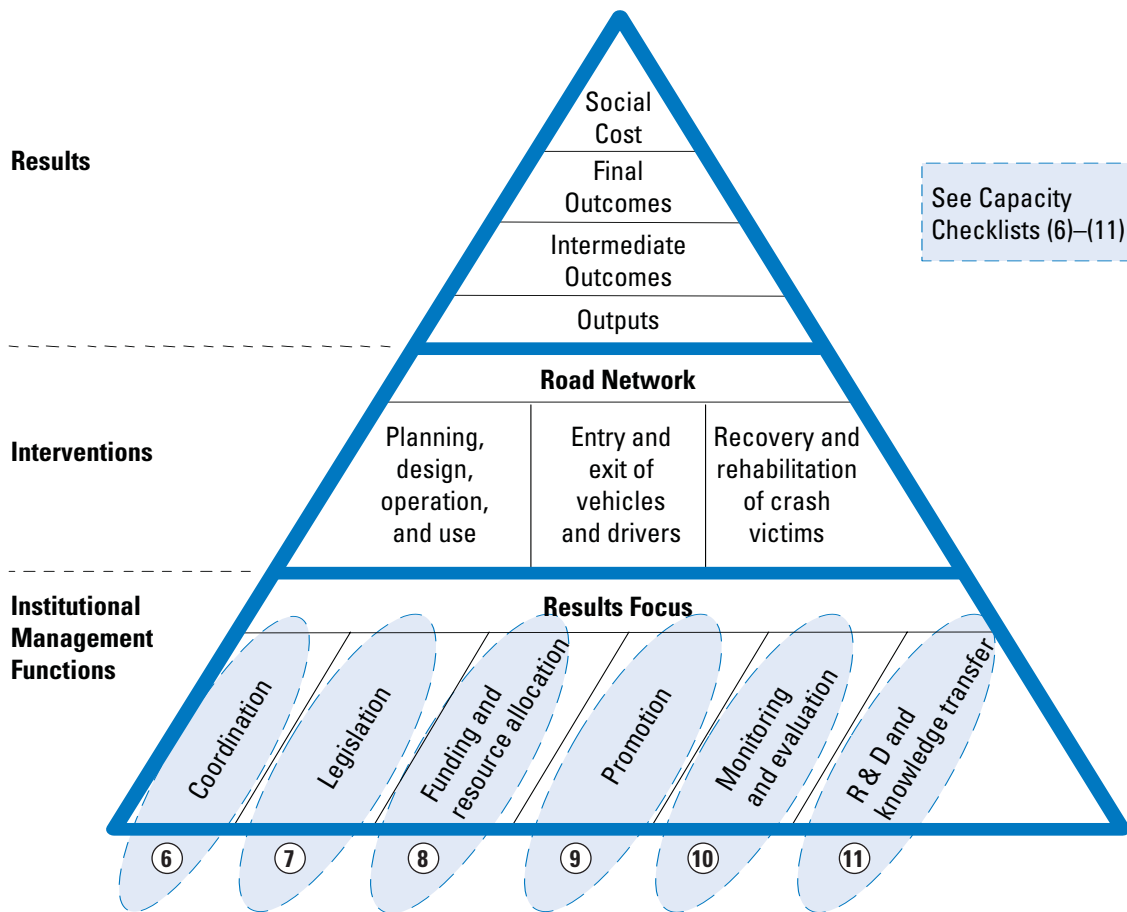 Social
Cost
Results
Final
Outcomes
See Capacity
Checklists (6)–(11)
Intermediate
Outcomes
Outputs
Road Network
Interventions
Planning,
design,
operation,
and use
Entry and
exit of
vehicles
and drivers
Recovery and
rehabilitation
of crash
victims
Institutional
Management
Functions
Results Focus
Coordination
Legislation
Funding and
resource allocation
Promotion
Monitoring
and evaluation
R & D and
knowledge transfer
6
7
8
9
10
11